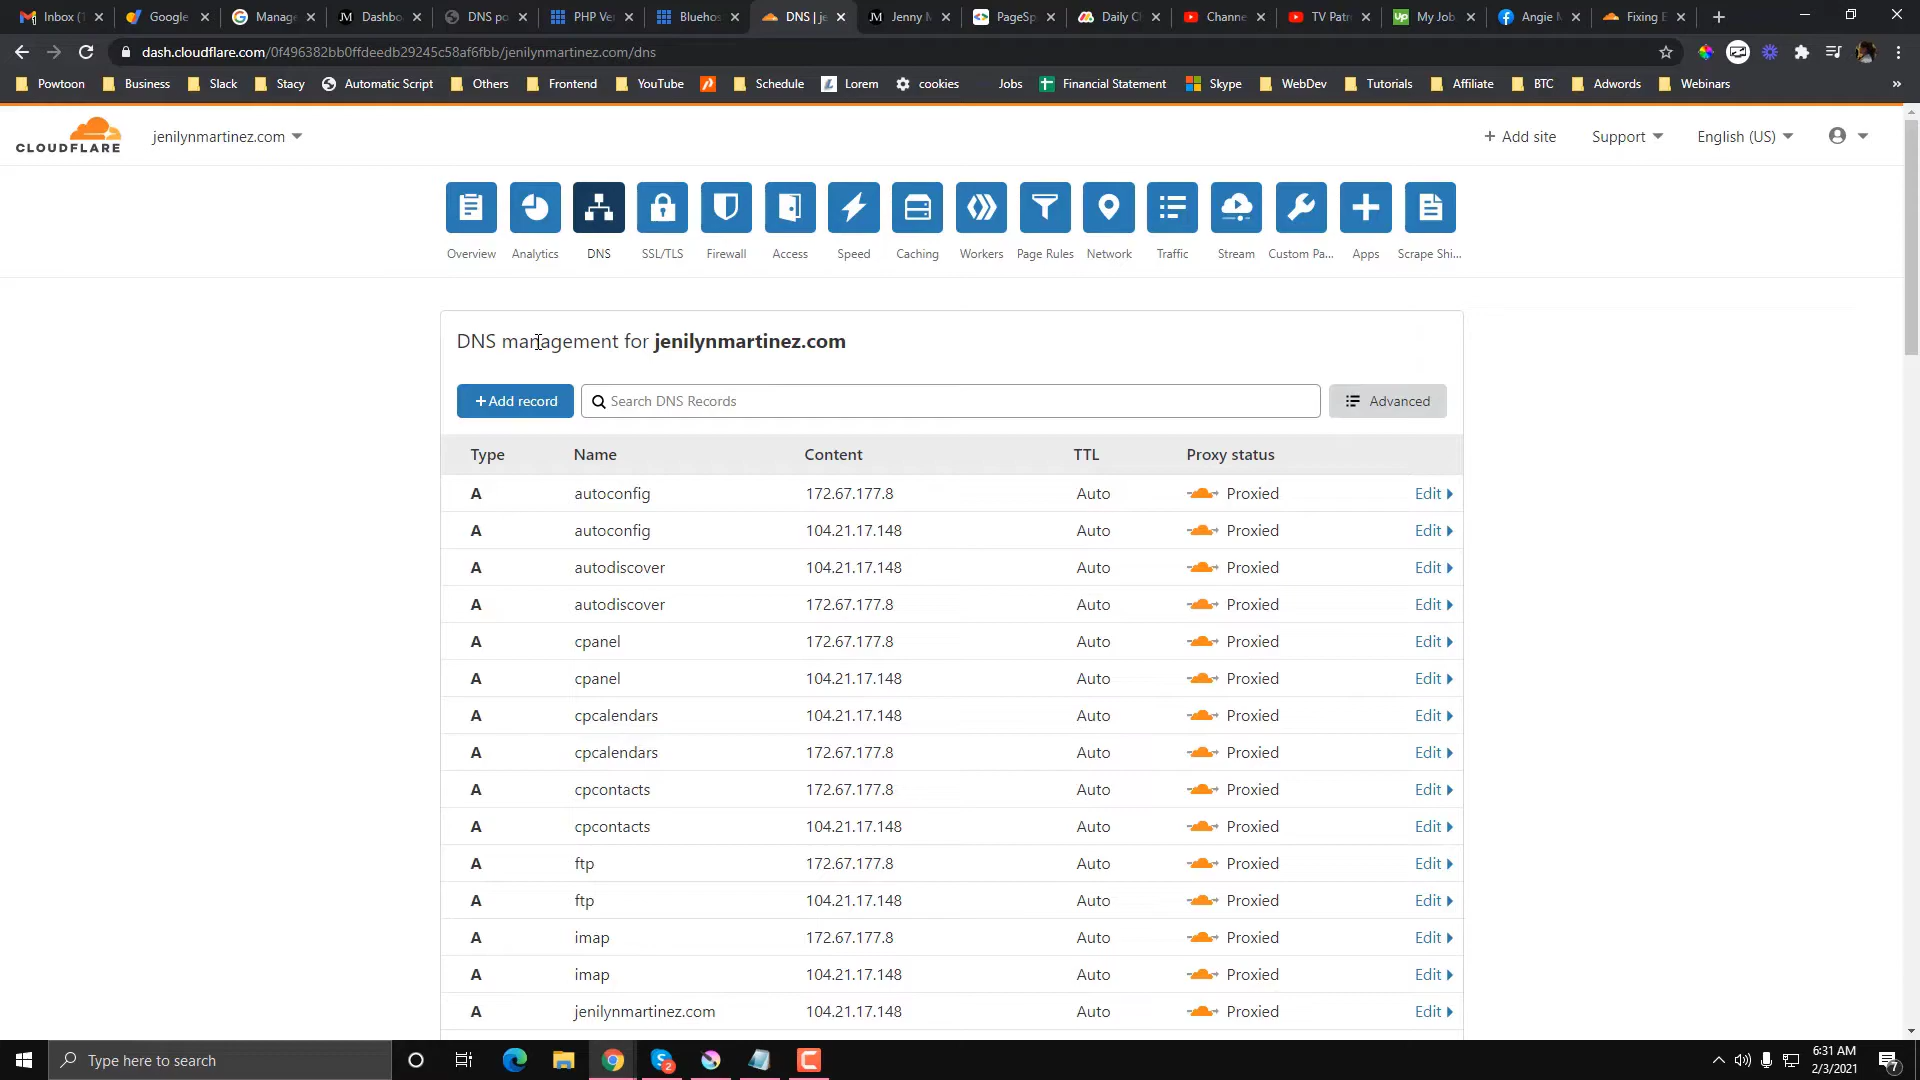 Inbox (1
Google
Manage
Dashbo
DNS po
PHP Ve
Blueho
DNS | je
Jenny M
PageSp
Daily C
Channe
TV Patr
My Job
Angie M
Fixing E
dash.cloudflare.com/0f496382bb0ffdeedb29245c58af6fbb/jenilynmartinez.com/dns
Powtoon
Business
Slack
Stacy
Automatic Script
Others
Frontend
YouTube
Schedule
Lorem
cookies
Jobs
Financial Statement
Skype
WebDev
Tutorials
Affiliate
BTC
Adwords
Webinars
»
CLOUDFLARE
jenilynmartinez.com
+ Add site
Support
English (US)
Overview
Analytics
DNS
SSL/TLS
Firewall
Access
Speed
Caching
Workers
Page Rules
Network
Traffic
Stream
Custom Pa...
Apps
Scrape Shi...
DNS management for jenilynmartinez.com
+ Add record
Search DNS Records
Advanced
Type Name Content TTL Proxy status
A autoconfig 172.67.177.8 Auto Proxied Edit
A autoconfig 104.21.17.148 Auto Proxied Edit
A autodiscover 104.21.17.148 Auto Proxied Edit
A autodiscover 172.67.177.8 Auto Proxied Edit
A cpanel 172.67.177.8 Auto Proxied Edit
A cpanel 104.21.17.148 Auto Proxied Edit
A cpcalendars 104.21.17.148 Auto Proxied Edit
A cpcalendars 172.67.177.8 Auto Proxied Edit
A cpcontacts 172.67.177.8 Auto Proxied Edit
A cpcontacts 104.21.17.148 Auto Proxied Edit
A ftp 172.67.177.8 Auto Proxied Edit
A ftp 104.21.17.148 Auto Proxied Edit
A imap 172.67.177.8 Auto Proxied Edit
A imap 104.21.17.148 Auto Proxied Edit
A jenilynmartinez.com 104.21.17.148 Auto Proxied Edit
Type here to search
2
6:31 AM
2/3/2021
7